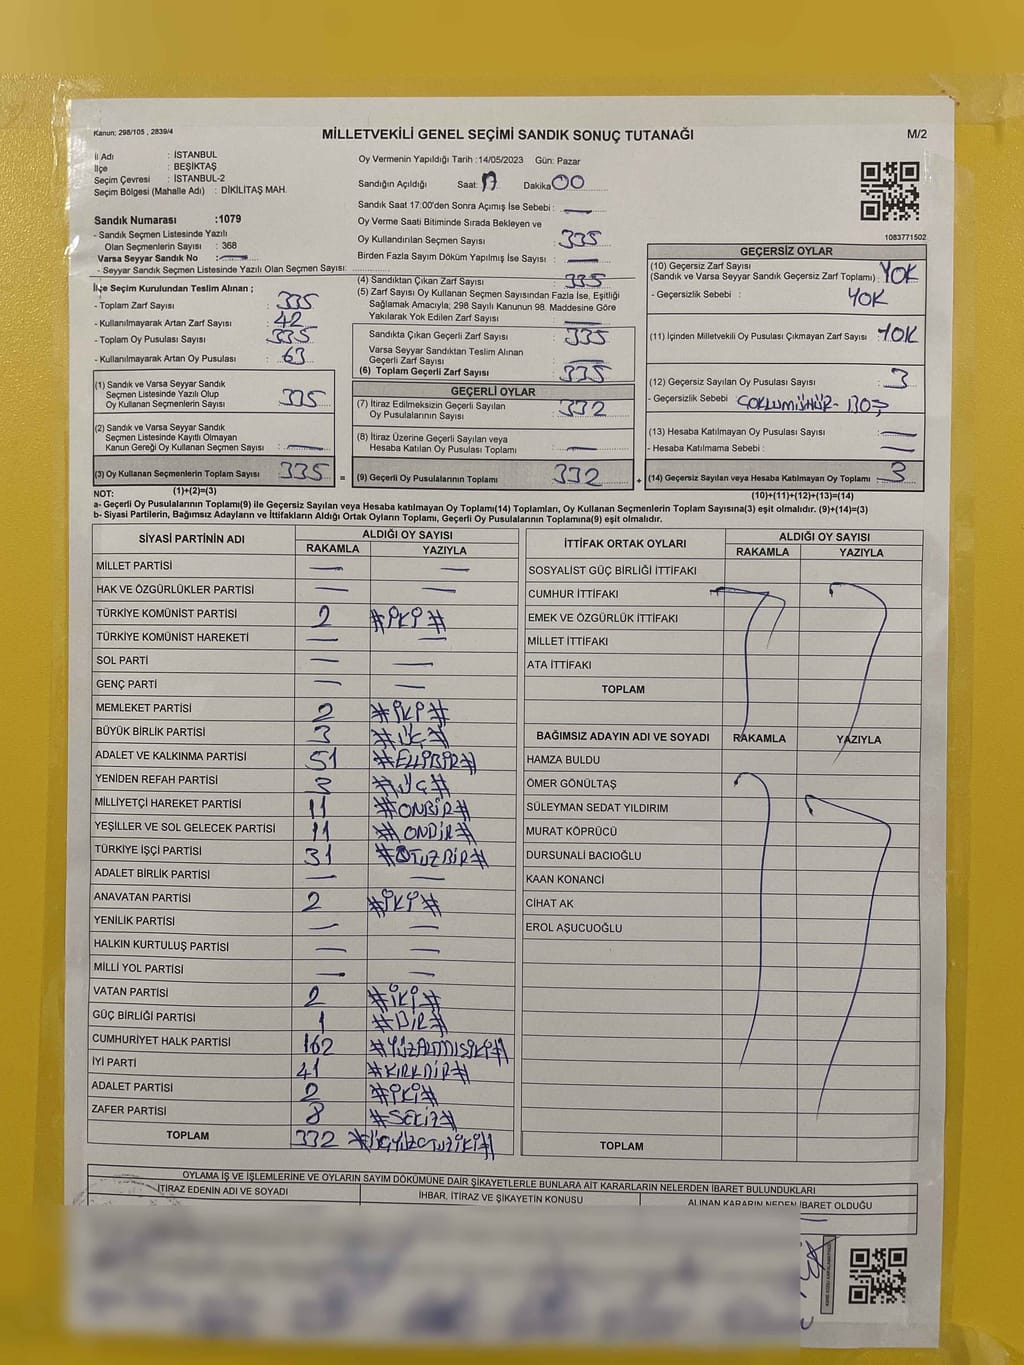 Kanun; 298/105 , 2839/4
MİLLETVEKİLİ GENEL SEÇİMİ SANDIK SONUÇ TUTANAĞI
M/2
İl Adı : İSTANBUL
İlçe : BEŞİKTAŞ
Seçim Çevresi : İSTANBUL-2
Seçim Bölgesi (Mahalle Adı) : DİKİLİTAŞ MAH.
Sandık Numarası :1079
- Sandık Seçmen Listesinde Yazılı
Olan Seçmenlerin Sayısı : 368
Varsa Seyyar Sandık No :
- Seyyar Sandık Seçmen Listesinde Yazılı Olan Seçmen Sayısı:
İlçe Seçim Kurulundan Teslim Alınan ;
- Toplam Zarf Sayısı : 335
- Kullanılmayarak Artan Zarf Sayısı : 42
- Toplam Oy Pusulası Sayısı : 335
- Kullanılmayarak Artan Oy Pusulası : 63
(1) Sandık ve Varsa Seyyar Sandık
Seçmen Listesinde Yazılı Olup
Oy Kullanan Seçmenlerin Sayısı : 335
(2) Sandık ve Varsa Seyyar Sandık
Seçmen Listesinde Kayıtlı Olmayan
Kanun Gereği Oy Kullanan Seçmen Sayısı : —
(3) Oy Kullanan Seçmenlerin Toplam Sayısı : 335 =
(1)+(2)=(3)
Oy Vermenin Yapıldığı Tarih :14/05/2023 Gün: Pazar
Sandığın Açıldığı Saat: 17 Dakika: 00
Sandık Saat 17:00'den Sonra Açımış İse Sebebi : —
Oy Verme Saati Bitiminde Sırada Bekleyen ve
Oy Kullandırılan Seçmen Sayısı : 335
Birden Fazla Sayım Döküm Yapılmış İse Sayısı : —
(4) Sandıktan Çıkan Zarf Sayısı : 335
(5) Zarf Sayısı Oy Kullanan Seçmen Sayısından Fazla İse, Eşitliği
Sağlamak Amacıyla; 298 Sayılı Kanunun 98. Maddesine Göre
Yakılarak Yok Edilen Zarf Sayısı : —
Sandıkta Çıkan Geçerli Zarf Sayısı : 335
Varsa Seyyar Sandıktan Teslim Alınan
Geçerli Zarf Sayısı : —
(6) Toplam Geçerli Zarf Sayısı : 335
GEÇERLİ OYLAR
(7) İtiraz Edilmeksizin Geçerli Sayılan
Oy Pusulalarının Sayısı : 332
(8) İtiraz Üzerine Geçerli Sayılan veya
Hesaba Katılan Oy Pusulası Toplamı : —
(9) Geçerli Oy Pusulalarının Toplamı : 332 +
1083771502
GEÇERSİZ OYLAR
(10) Geçersiz Zarf Sayısı
(Sandık ve Varsa Seyyar Sandık Geçersiz Zarf Toplamı) : YOK
- Geçersizlik Sebebi : YOK
(11) İçinden Milletvekili Oy Pusulası Çıkmayan Zarf Sayısı : YOK
(12) Geçersiz Sayılan Oy Pusulası Sayısı : 3
- Geçersizlik Sebebi
(13) Hesaba Katılmayan Oy Pusulası Sayısı : —
- Hesaba Katılmama Sebebi : —
(14) Geçersiz Sayılan veya Hesaba Katılmayan Oy Toplamı : 3
(10)+(11)+(12)+(13)=(14)
NOT:
a- Geçerli Oy Pusulalarının Toplamı(9) ile Geçersiz Sayılan veya Hesaba katılmayan Oy Toplamı(14) Toplamları, Oy Kullanan Seçmenlerin Toplam Sayısına(3) eşit olmalıdır. (9)+(14)=(3)
b- Siyasi Partilerin, Bağımsız Adayların ve İttifakların Aldığı Ortak Oyların Toplamı, Geçerli Oy Pusulalarının Toplamına(9) eşit olmalıdır.
SİYASİ PARTİNİN ADI ALDIĞI OY SAYISI
RAKAMLA YAZIYLA
MİLLET PARTİSİ — —
HAK VE ÖZGÜRLÜKLER PARTİSİ — —
TÜRKİYE KOMÜNİST PARTİSİ 2 #İKİ#
TÜRKİYE KOMÜNİST HAREKETİ — —
SOL PARTİ — —
GENÇ PARTİ — —
MEMLEKET PARTİSİ 2 #İKİ#
BÜYÜK BİRLİK PARTİSİ 3 #ÜÇ#
ADALET VE KALKINMA PARTİSİ 51 #ELLİBİR#
YENİDEN REFAH PARTİSİ 3 #ÜÇ#
MİLLİYETÇİ HAREKET PARTİSİ 11 #ONBİR#
YEŞİLLER VE SOL GELECEK PARTİSİ 11 #ONBİR#
TÜRKİYE İŞÇİ PARTİSİ 31 #OTUZBİR#
ADALET BİRLİK PARTİSİ — —
ANAVATAN PARTİSİ 2 #İKİ#
YENİLİK PARTİSİ — —
HALKIN KURTULUŞ PARTİSİ — —
MİLLİ YOL PARTİSİ — —
VATAN PARTİSİ 2 #İKİ#
GÜÇ BİRLİĞİ PARTİSİ 1 #BİR#
CUMHURİYET HALK PARTİSİ 162 #YÜZALTMIŞİKİ#
İYİ PARTİ 41 #KIRKBİR#
ADALET PARTİSİ 2 #İKİ#
ZAFER PARTİSİ 8 #SEKİZ#
TOPLAM 332 #ÜÇYÜZOTUZİKİ#
İTTİFAK ORTAK OYLARI ALDIĞI OY SAYISI
RAKAMLA YAZIYLA
SOSYALİST GÜÇ BİRLİĞİ İTTİFAKI
CUMHUR İTTİFAKI
EMEK VE ÖZGÜRLÜK İTTİFAKI
MİLLET İTTİFAKI
ATA İTTİFAKI
TOPLAM
BAĞIMSIZ ADAYIN ADI VE SOYADI RAKAMLA YAZIYLA
HAMZA BULDU
ÖMER GÖNÜLTAŞ
SÜLEYMAN SEDAT YILDIRIM
MURAT KÖPRÜCÜ
DURSUNALİ BACIOĞLU
KAAN KONANCİ
CİHAT AK
EROL AŞUCUOĞLU
TOPLAM
OYLAMA İŞ VE İŞLEMLERİNE VE OYLARIN SAYIM DÖKÜMÜNE DAİR ŞİKAYETLERLE BUNLARA AİT KARARLARIN NELERDEN İBARET BULUNDUKLARI
İTİRAZ EDENİN ADI VE SOYADI İHBAR, İTİRAZ VE ŞİKAYETİN KONUSU ALINAN KARARIN NEDEN İBARET OLDUĞU